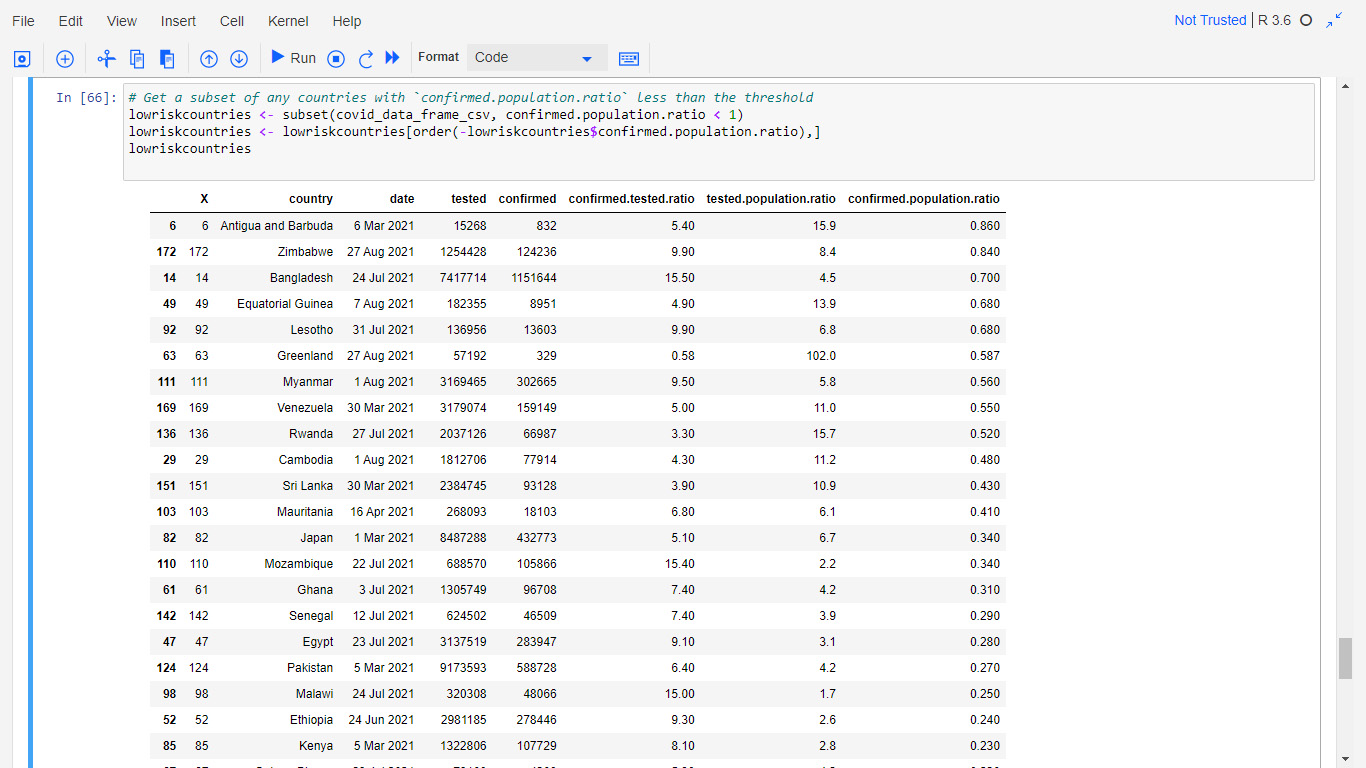 File Edit View Insert Cell Kernel Help Not Trusted R 3.6
Run Format Code
In [66]: # Get a subset of any countries with `confirmed.population.ratio` less than the threshold
lowriskcountries <- subset(covid_data_frame_csv, confirmed.population.ratio < 1)
lowriskcountries <- lowriskcountries[order(-lowriskcountries$confirmed.population.ratio),]
lowriskcountries
X country date tested confirmed confirmed.tested.ratio tested.population.ratio confirmed.population.ratio
6 6 Antigua and Barbuda 6 Mar 2021 15268 832 5.40 15.9 0.860
172 172 Zimbabwe 27 Aug 2021 1254428 124236 9.90 8.4 0.840
14 14 Bangladesh 24 Jul 2021 7417714 1151644 15.50 4.5 0.700
49 49 Equatorial Guinea 7 Aug 2021 182355 8951 4.90 13.9 0.680
92 92 Lesotho 31 Jul 2021 136956 13603 9.90 6.8 0.680
63 63 Greenland 27 Aug 2021 57192 329 0.58 102.0 0.587
111 111 Myanmar 1 Aug 2021 3169465 302665 9.50 5.8 0.560
169 169 Venezuela 30 Mar 2021 3179074 159149 5.00 11.0 0.550
136 136 Rwanda 27 Jul 2021 2037126 66987 3.30 15.7 0.520
29 29 Cambodia 1 Aug 2021 1812706 77914 4.30 11.2 0.480
151 151 Sri Lanka 30 Mar 2021 2384745 93128 3.90 10.9 0.430
103 103 Mauritania 16 Apr 2021 268093 18103 6.80 6.1 0.410
82 82 Japan 1 Mar 2021 8487288 432773 5.10 6.7 0.340
110 110 Mozambique 22 Jul 2021 688570 105866 15.40 2.2 0.340
61 61 Ghana 3 Jul 2021 1305749 96708 7.40 4.2 0.310
142 142 Senegal 12 Jul 2021 624502 46509 7.40 3.9 0.290
47 47 Egypt 23 Jul 2021 3137519 283947 9.10 3.1 0.280
124 124 Pakistan 5 Mar 2021 9173593 588728 6.40 4.2 0.270
98 98 Malawi 24 Jul 2021 320308 48066 15.00 1.7 0.250
52 52 Ethiopia 24 Jun 2021 2981185 278446 9.30 2.6 0.240
85 85 Kenya 5 Mar 2021 1322806 107729 8.10 2.8 0.230